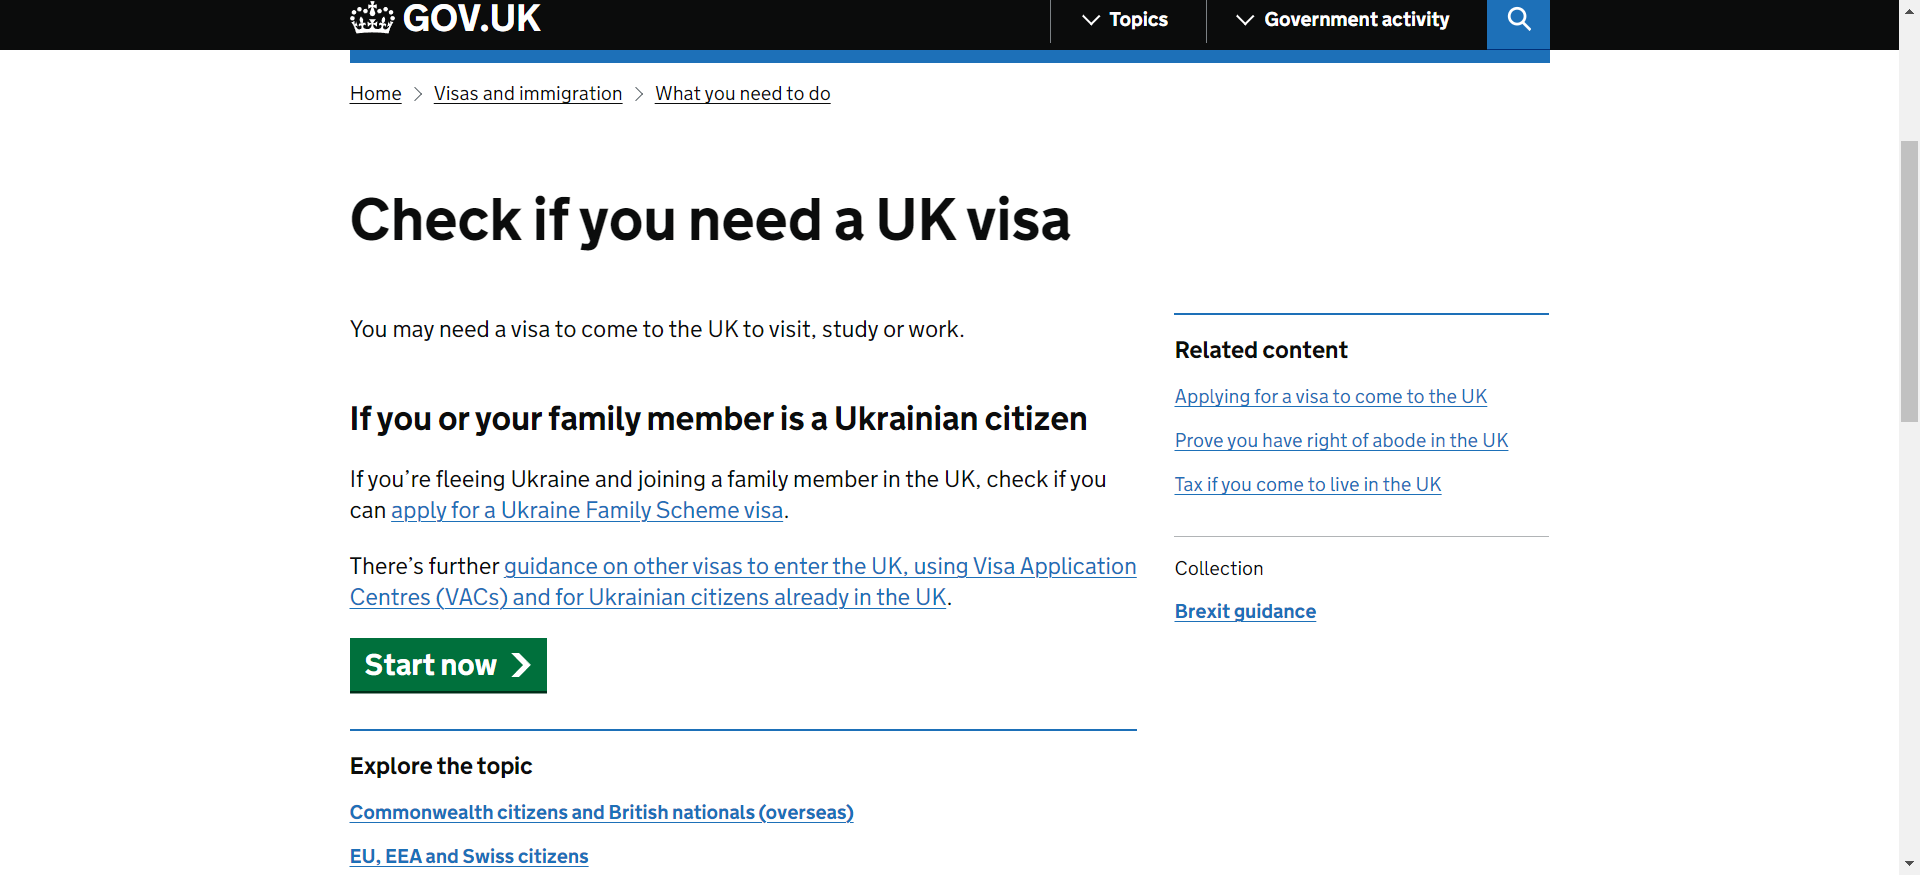 GOV.UK
Topics
Government activity
Home
Visas and immigration
What you need to do
Check if you need a UK visa
You may need a visa to come to the UK to visit, study or work.
If you or your family member is a Ukrainian citizen
If you’re fleeing Ukraine and joining a family member in the UK, check if you
can apply for a Ukraine Family Scheme visa.
There’s further guidance on other visas to enter the UK, using Visa Application
Centres (VACs) and for Ukrainian citizens already in the UK.
Start now
Explore the topic
Commonwealth citizens and British nationals (overseas)
EU, EEA and Swiss citizens
Related content
Applying for a visa to come to the UK
Prove you have right of abode in the UK
Tax if you come to live in the UK
Collection
Brexit guidance